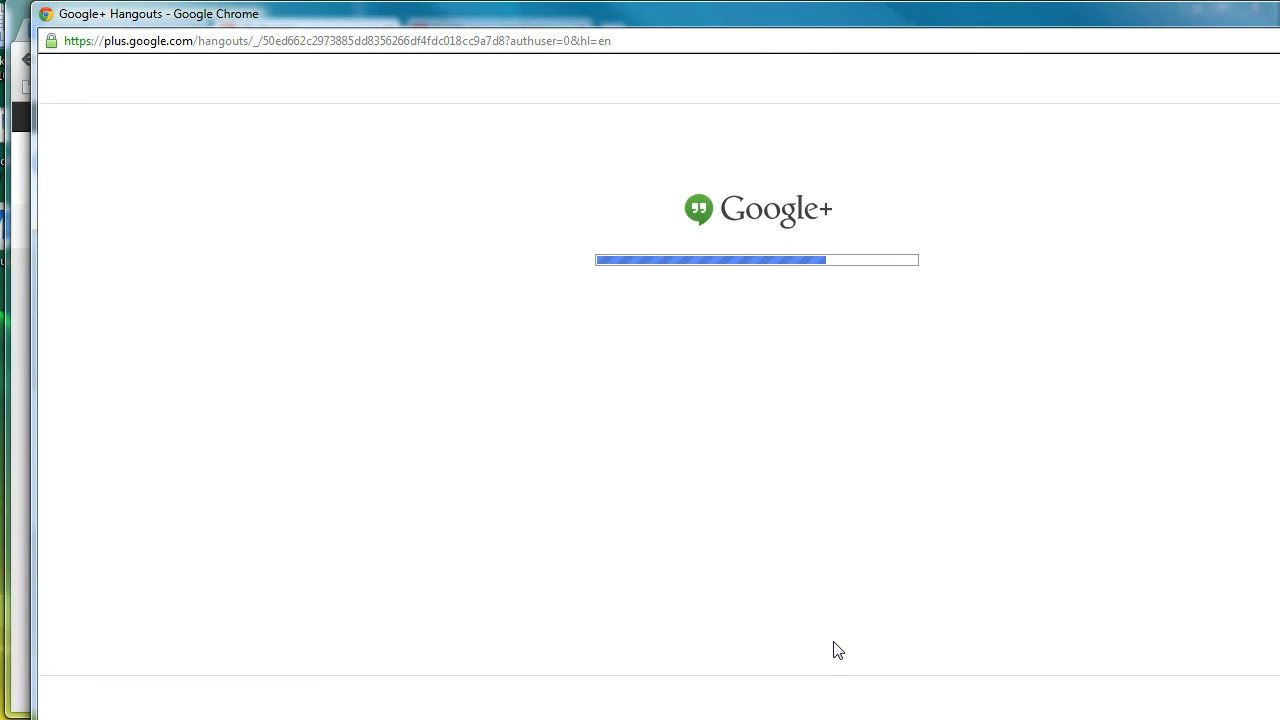 Google+ Hangouts - Google Chrome
https://plus.google.com/hangouts/_/50ed662c2973885dd8356266df4fdc018cc9a7d8?authuser=0&hl=en
Google+